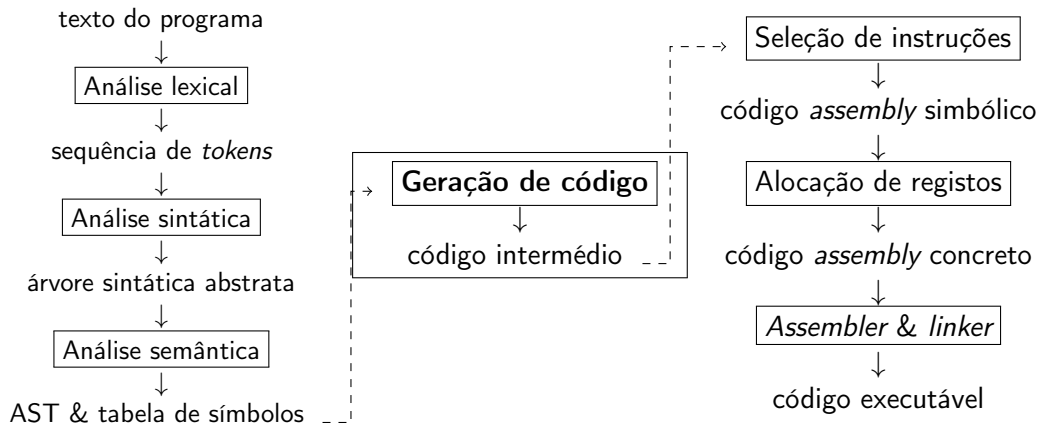 texto do programa
Análise lexical
sequência de tokens
Análise sintática
árvore sintática abstrata
Análise semântica
AST & tabela de símbolos
Geração de código
código intermédio
Seleção de instruções
código assembly simbólico
Alocação de registos
código assembly concreto
Assembler & linker
código executável